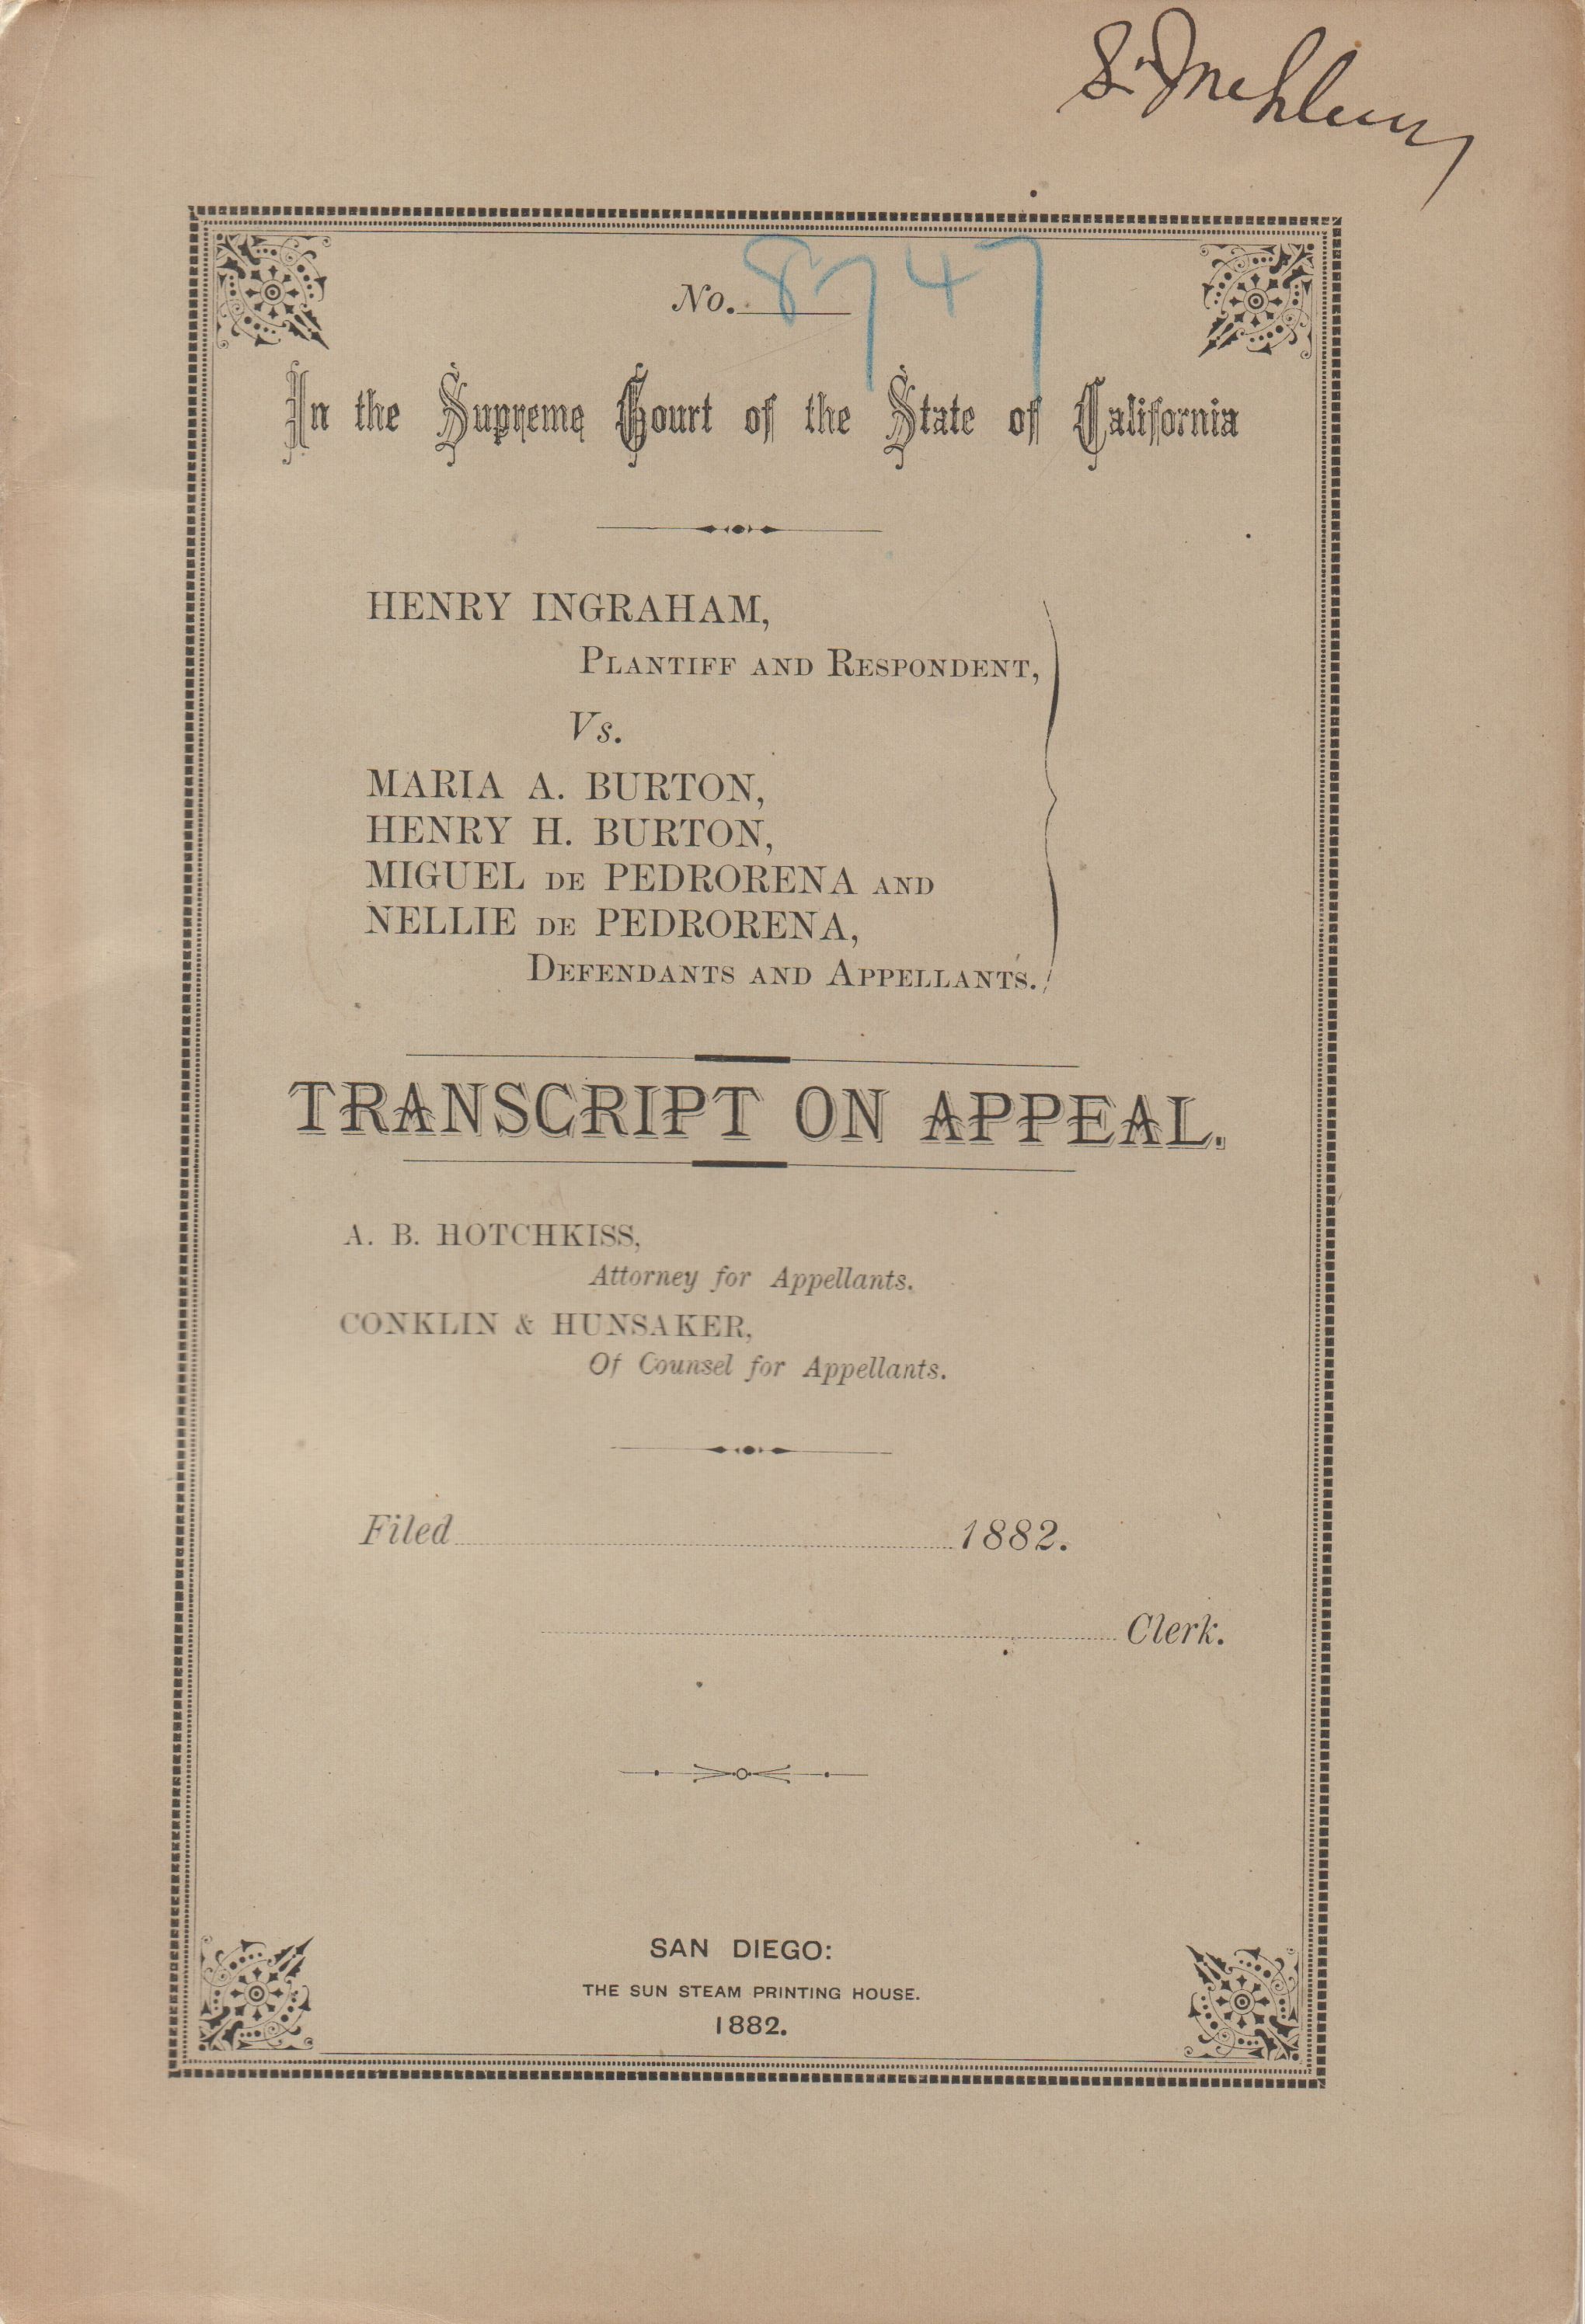 No. 8747
In the Supreme Court of the State of California
HENRY INGRAHAM,
PLANTIFF AND RESPONDENT,
Vs.
MARIA A. BURTON,
HENRY H. BURTON,
MIGUEL DE PEDRORENA AND
NELLIE DE PEDRORENA,
DEFENDANTS AND APPELLANTS.
TRANSCRIPT ON APPEAL.
A. B. HOTCHKISS,
Attorney for Appellants.
CONKLIN & HUNSAKER,
Of Counsel for Appellants.
Filed 1882.
Clerk.
SAN DIEGO:
THE SUN STEAM PRINTING HOUSE.
1882.